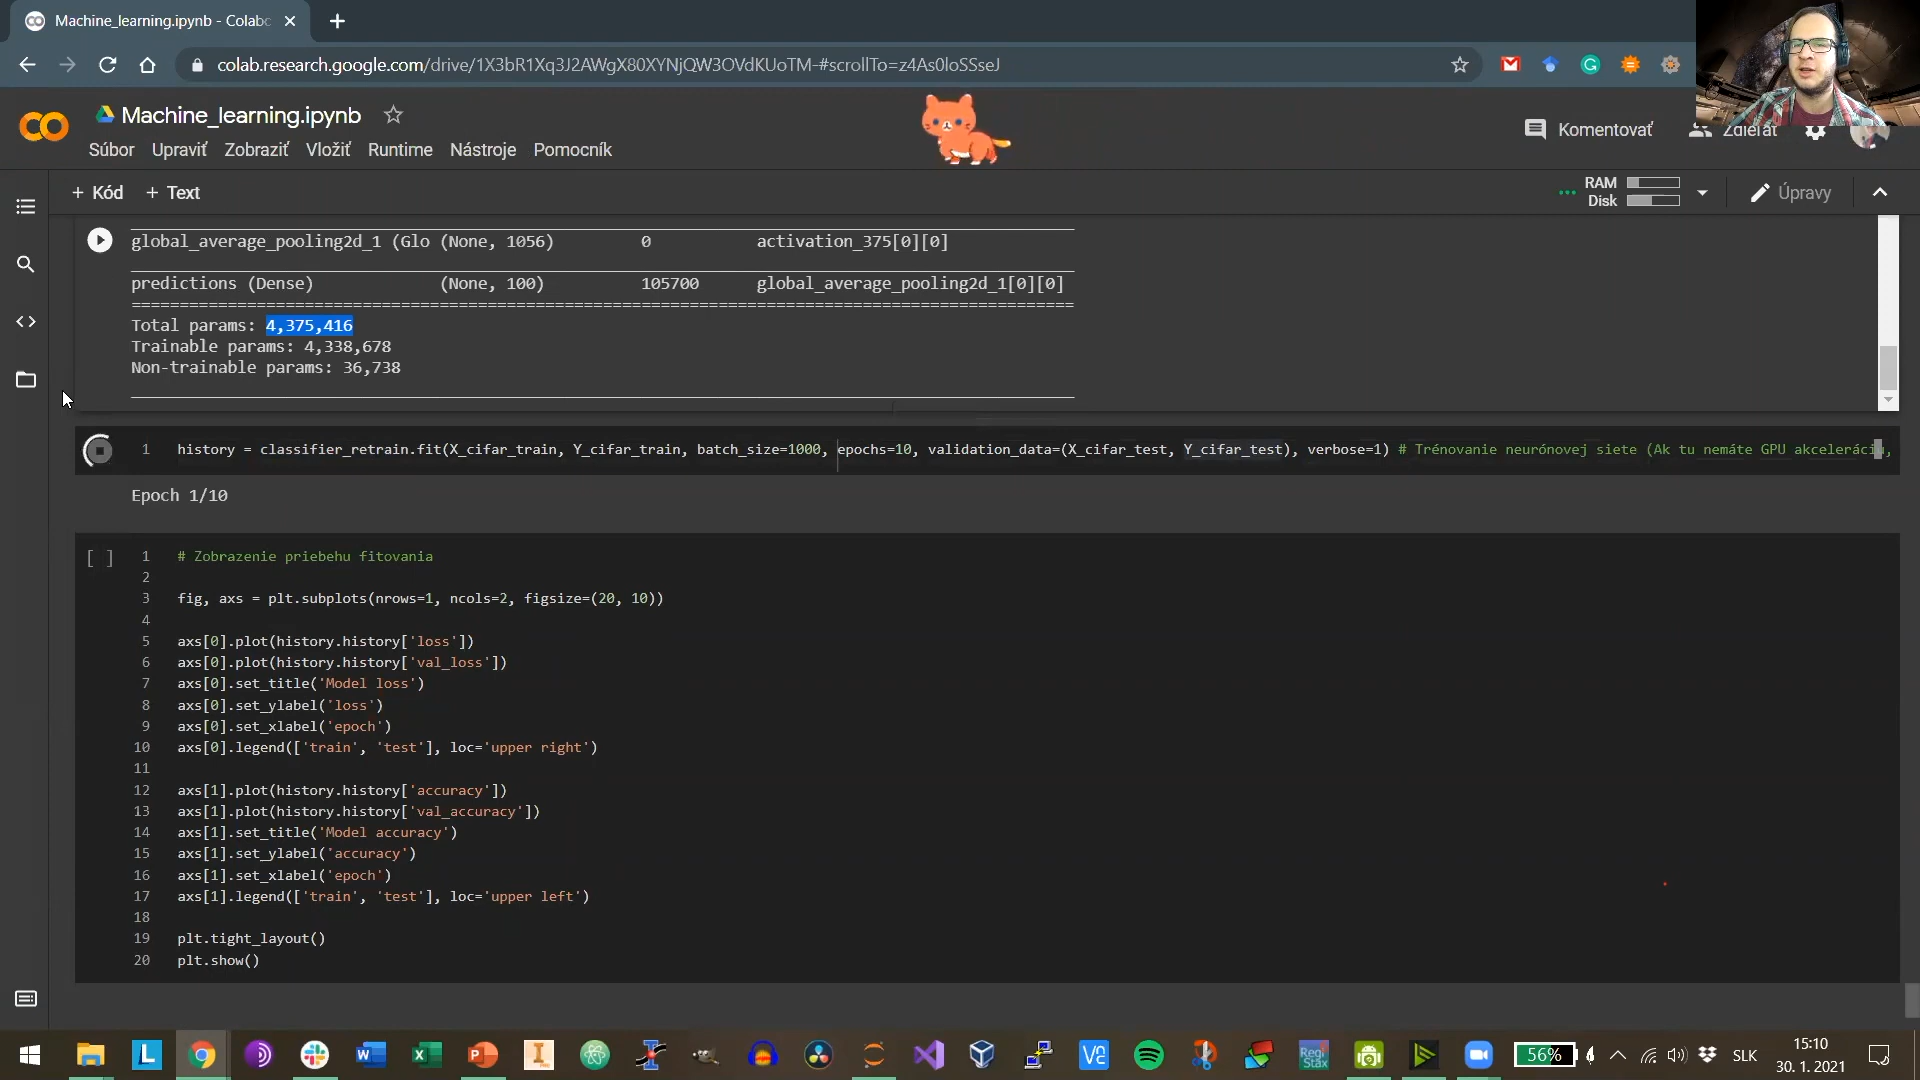 Machine_learning.ipynb - Colabc
colab.research.google.com/drive/1X3bR1Xq3J2AWgX80XYNjQW3OVdKUoTM-#scrollTo=z4As0loSSseJ
Machine_learning.ipynb
Komentovať
Zdieľať
Súbor Upraviť Zobraziť Vložiť Runtime Nástroje Pomocník
+ Kód + Text
RAM
Disk
Úpravy
global_average_pooling2d_1 (Glo (None, 1056) 0 activation_375[0][0]
predictions (Dense) (None, 100) 105700 global_average_pooling2d_1[0][0]
Total params: 4,375,416
Trainable params: 4,338,678
Non-trainable params: 36,738
1 history = classifier_retrain.fit(X_cifar_train, Y_cifar_train, batch_size=1000, epochs=10, validation_data=(X_cifar_test, Y_cifar_test), verbose=1) # Trénovanie neurónovej siete (Ak tu nemáte GPU akceleráciu,
Epoch 1/10
[ ] 1 # Zobrazenie priebehu fitovania
2
3 fig, axs = plt.subplots(nrows=1, ncols=2, figsize=(20, 10))
4
5 axs[0].plot(history.history['loss'])
6 axs[0].plot(history.history['val_loss'])
7 axs[0].set_title('Model loss')
8 axs[0].set_ylabel('loss')
9 axs[0].set_xlabel('epoch')
10 axs[0].legend(['train', 'test'], loc='upper right')
11
12 axs[1].plot(history.history['accuracy'])
13 axs[1].plot(history.history['val_accuracy'])
14 axs[1].set_title('Model accuracy')
15 axs[1].set_ylabel('accuracy')
16 axs[1].set_xlabel('epoch')
17 axs[1].legend(['train', 'test'], loc='upper left')
18
19 plt.tight_layout()
20 plt.show()
56%
SLK
15:10
30. 1. 2021